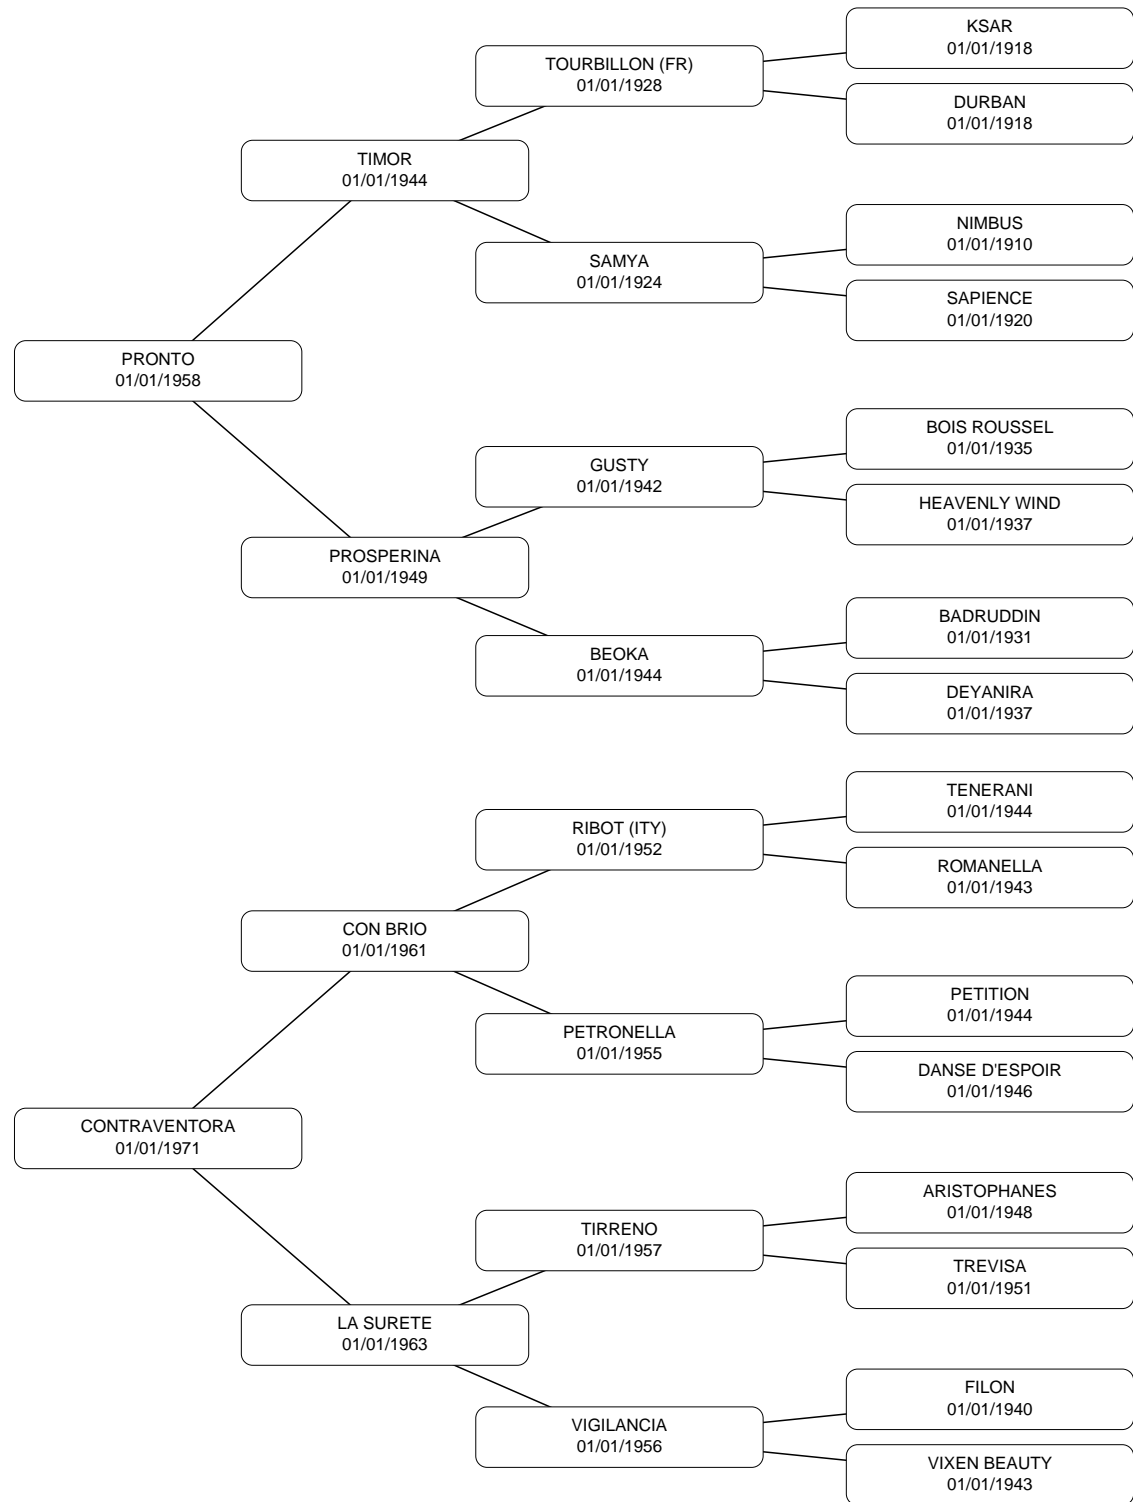 KSAR
01/01/1918
TOURBILLON (FR)
01/01/1928
DURBAN
01/01/1918
TIMOR
01/01/1944
NIMBUS
01/01/1910
SAMYA
01/01/1924
SAPIENCE
01/01/1920
PRONTO
01/01/1958
BOIS ROUSSEL
01/01/1935
GUSTY
01/01/1942
HEAVENLY WIND
01/01/1937
PROSPERINA
01/01/1949
BADRUDDIN
01/01/1931
BEOKA
01/01/1944
DEYANIRA
01/01/1937
TENERANI
01/01/1944
RIBOT (ITY)
01/01/1952
ROMANELLA
01/01/1943
CON BRIO
01/01/1961
PETITION
01/01/1944
PETRONELLA
01/01/1955
DANSE D'ESPOIR
01/01/1946
CONTRAVENTORA
01/01/1971
ARISTOPHANES
01/01/1948
TIRRENO
01/01/1957
TREVISA
01/01/1951
LA SURETE
01/01/1963
FILON
01/01/1940
VIGILANCIA
01/01/1956
VIXEN BEAUTY
01/01/1943